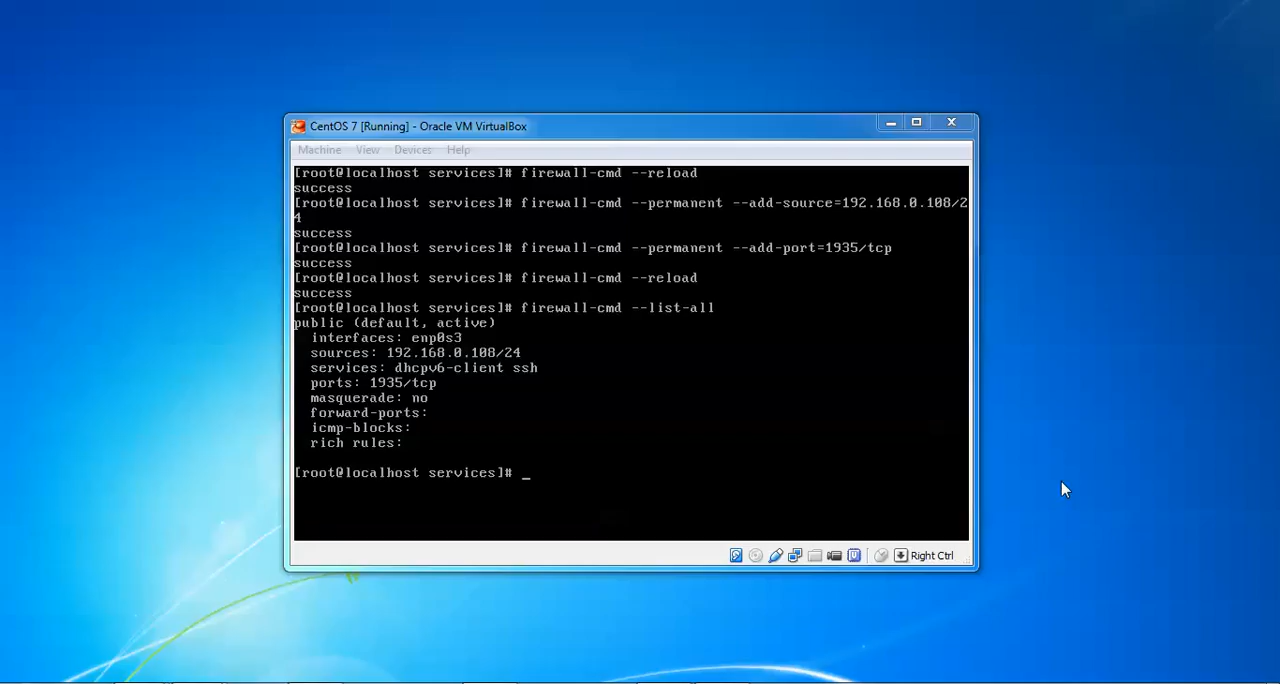 CentOS 7 [Running] - Oracle VM VirtualBox
Machine View Devices Help
[root@localhost services]# firewall-cmd --reload
success
[root@localhost services]# firewall-cmd --permanent --add-source=192.168.0.108/2
4
success
[root@localhost services]# firewall-cmd --permanent --add-port=1935/tcp
success
[root@localhost services]# firewall-cmd --reload
success
[root@localhost services]# firewall-cmd --list-all
public (default, active)
  interfaces: enp0s3
  sources: 192.168.0.108/24
  services: dhcpv6-client ssh
  ports: 1935/tcp
  masquerade: no
  forward-ports:
  icmp-blocks:
  rich rules:
[root@localhost services]# _
Right Ctrl